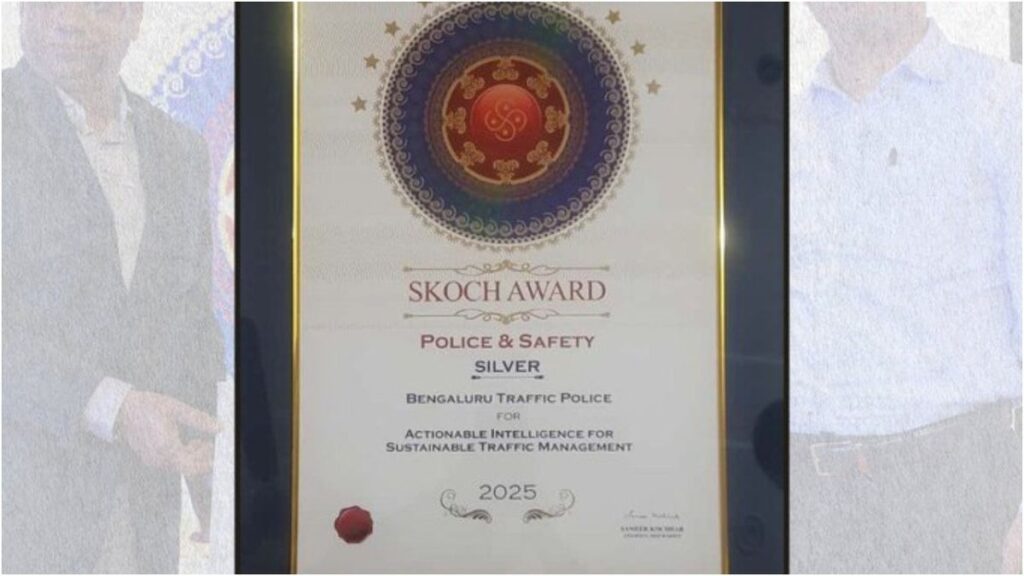 SKOCH AWARD
POLICE & SAFETY
SILVER
BENGALURU TRAFFIC POLICE
FOR
ACTIONABLE INTELLIGENCE FOR
SUSTAINABLE TRAFFIC MANAGEMENT
2025